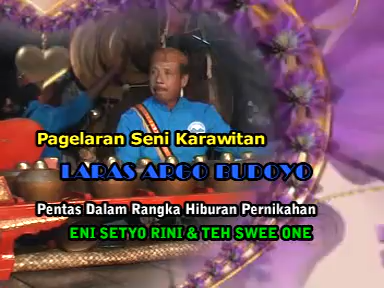 Pagelaran Seni Karawitan
LARAS ARGO BUDOYO
Pentas Dalam Rangka Hiburan Pernikahan
ENI SETYO RINI & TEH SWEE ONE